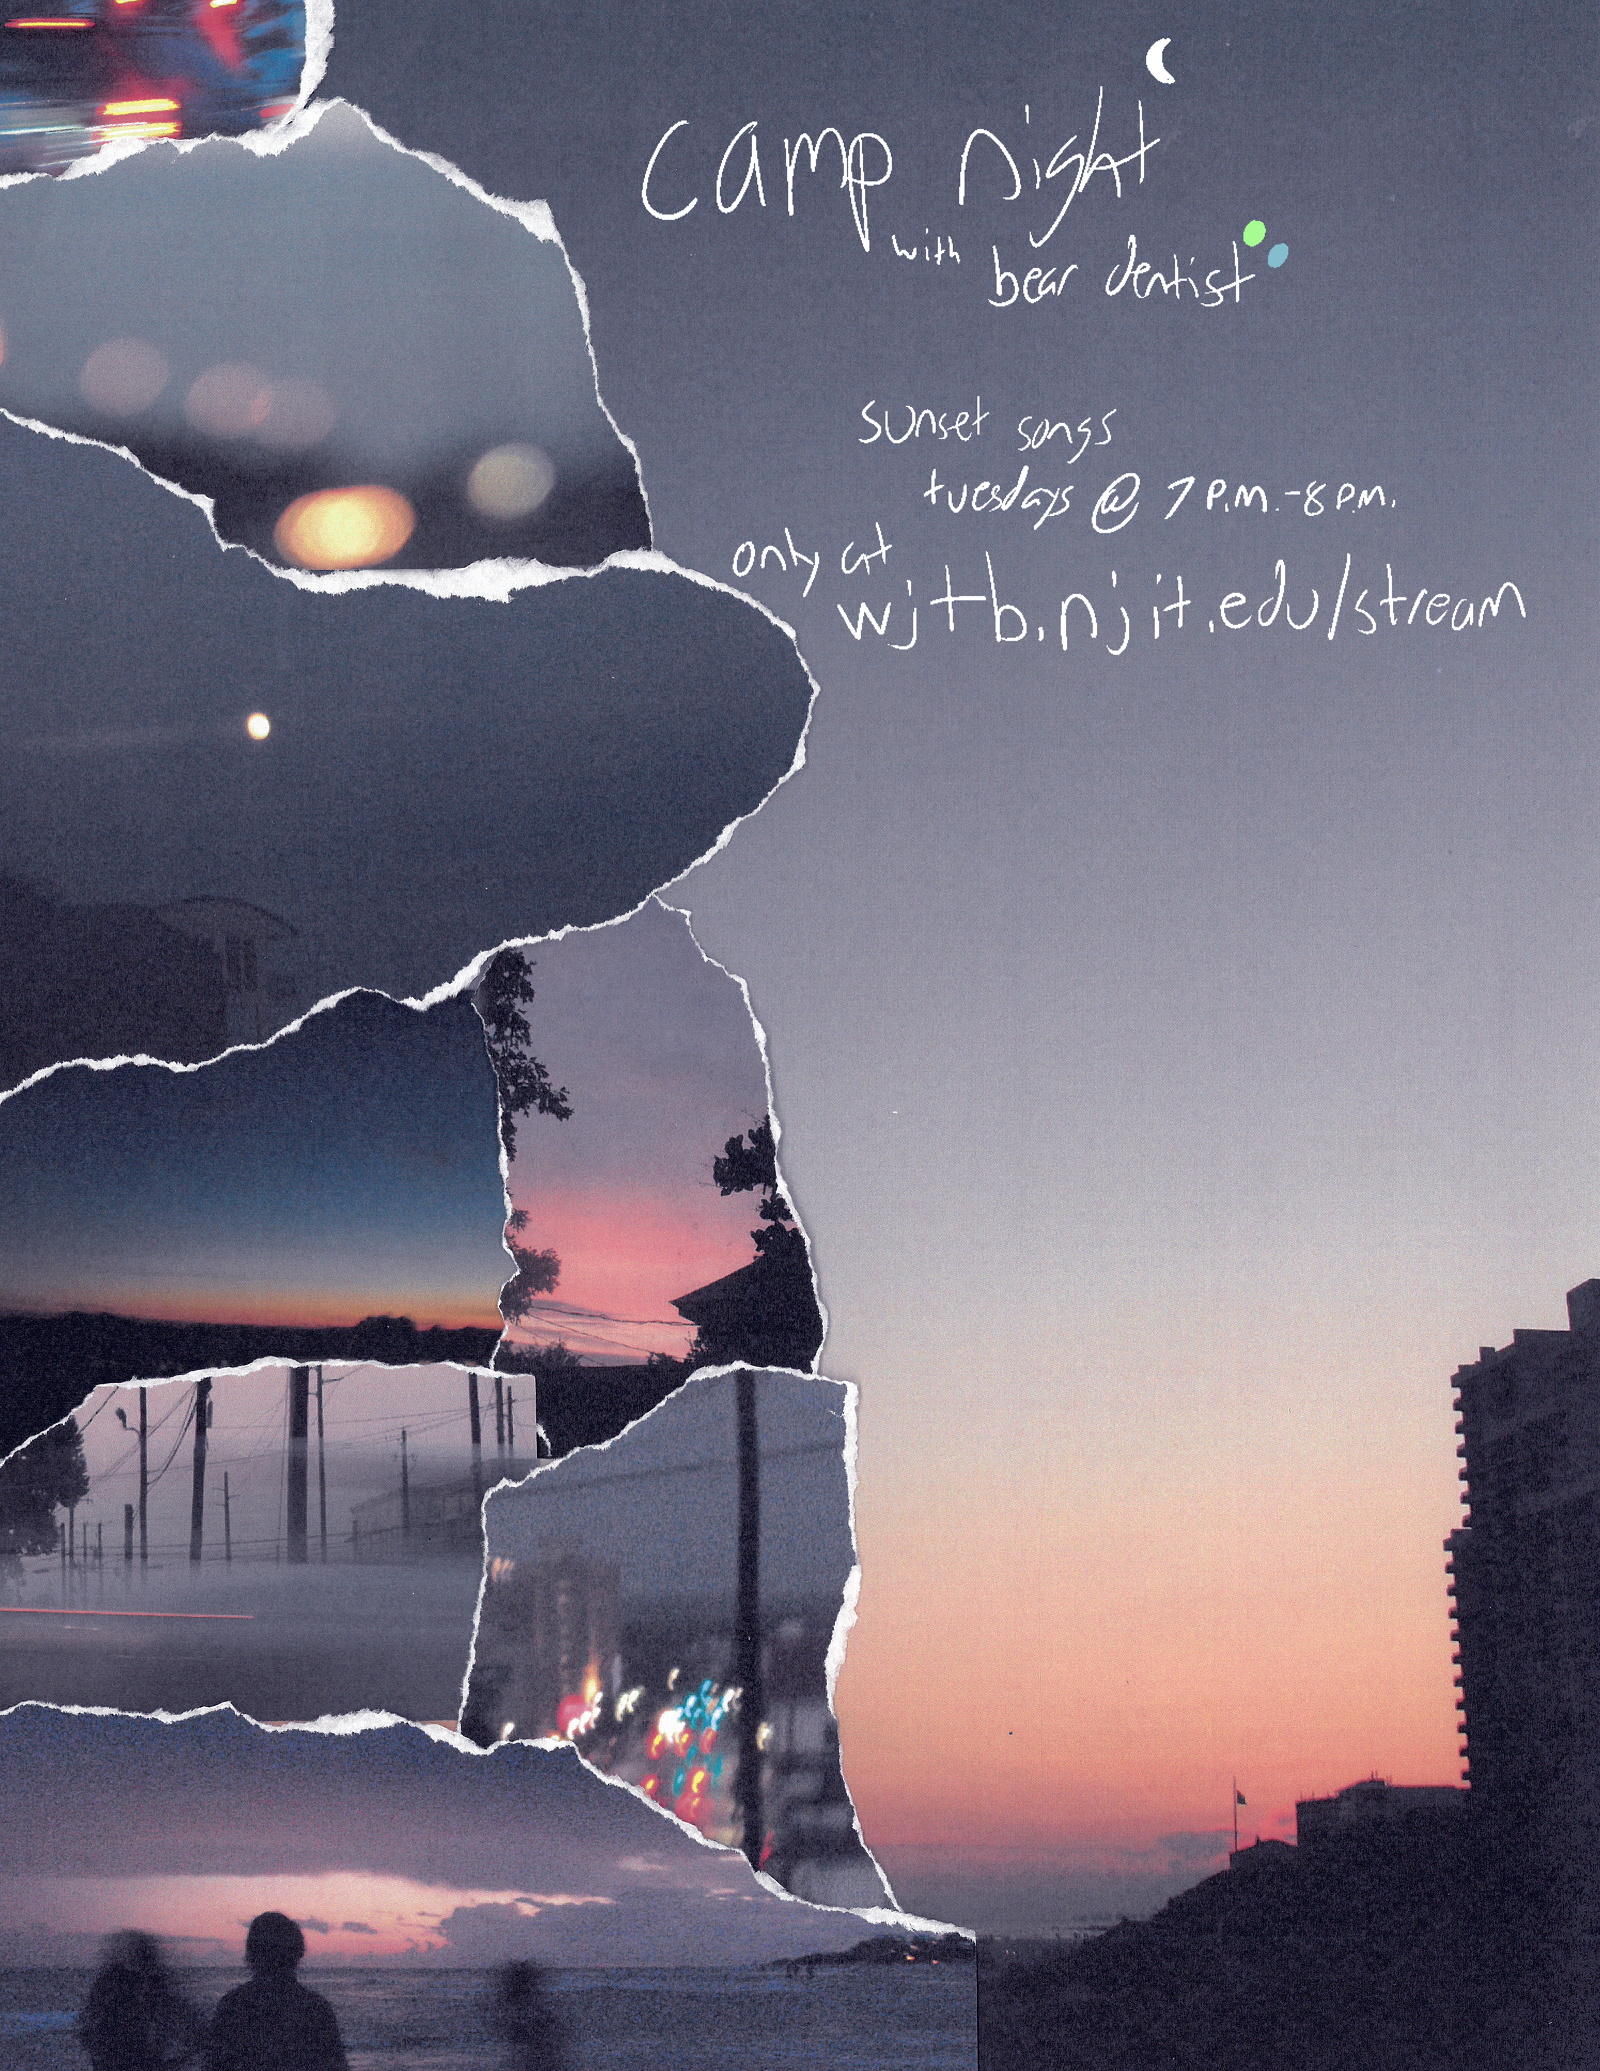 camp night
with bear dentist
sunset songs
tuesdays @ 7 P.M.-8 P.M.
only at
wjtb.njit.edu/stream